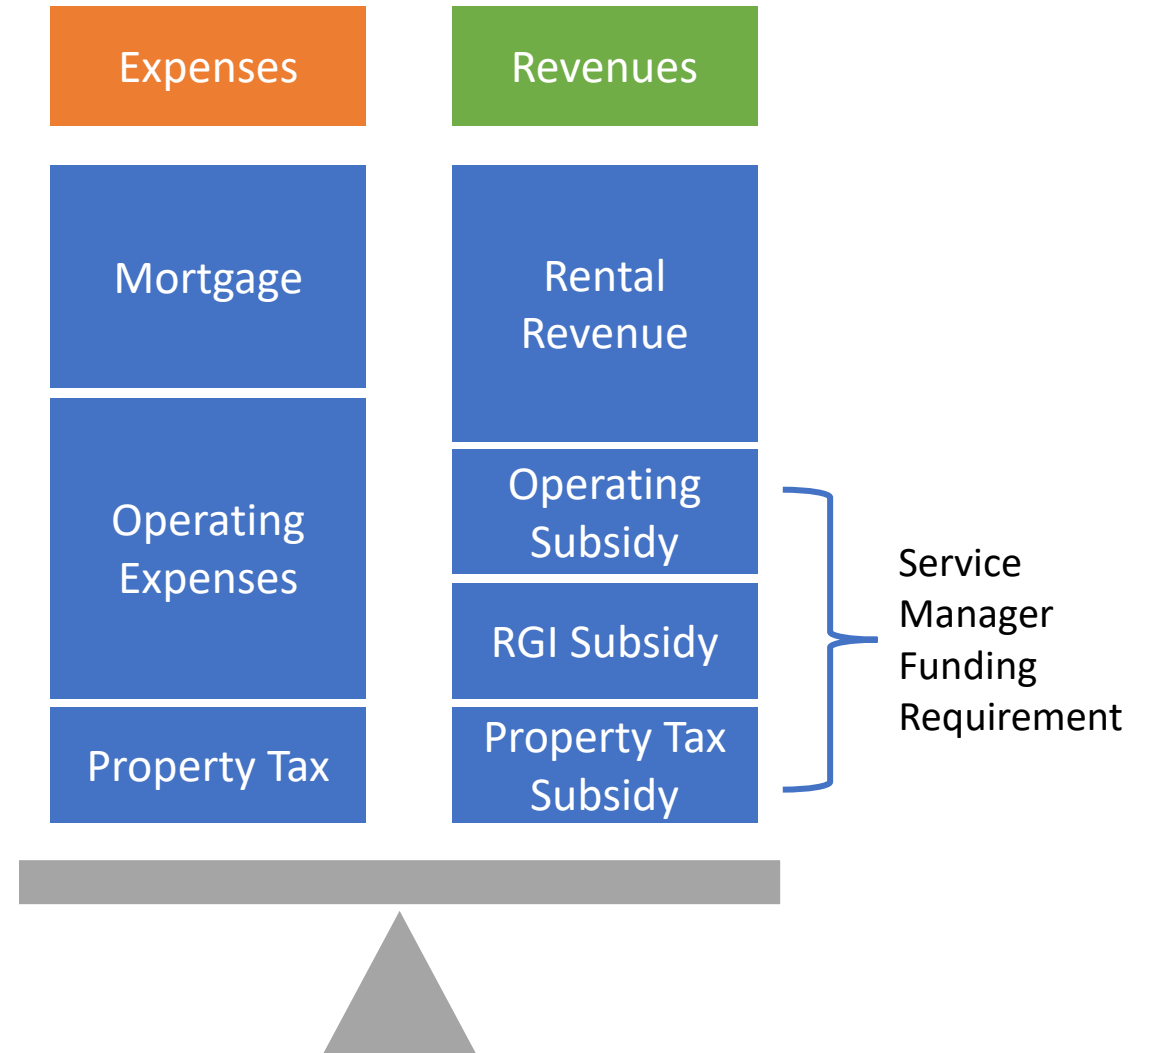 Expenses
Revenues
Mortgage
Operating
Expenses
Property Tax
Rental
Revenue
Operating
Subsidy
RGI Subsidy
Property Tax
Subsidy
Service
Manager
Funding
Requirement